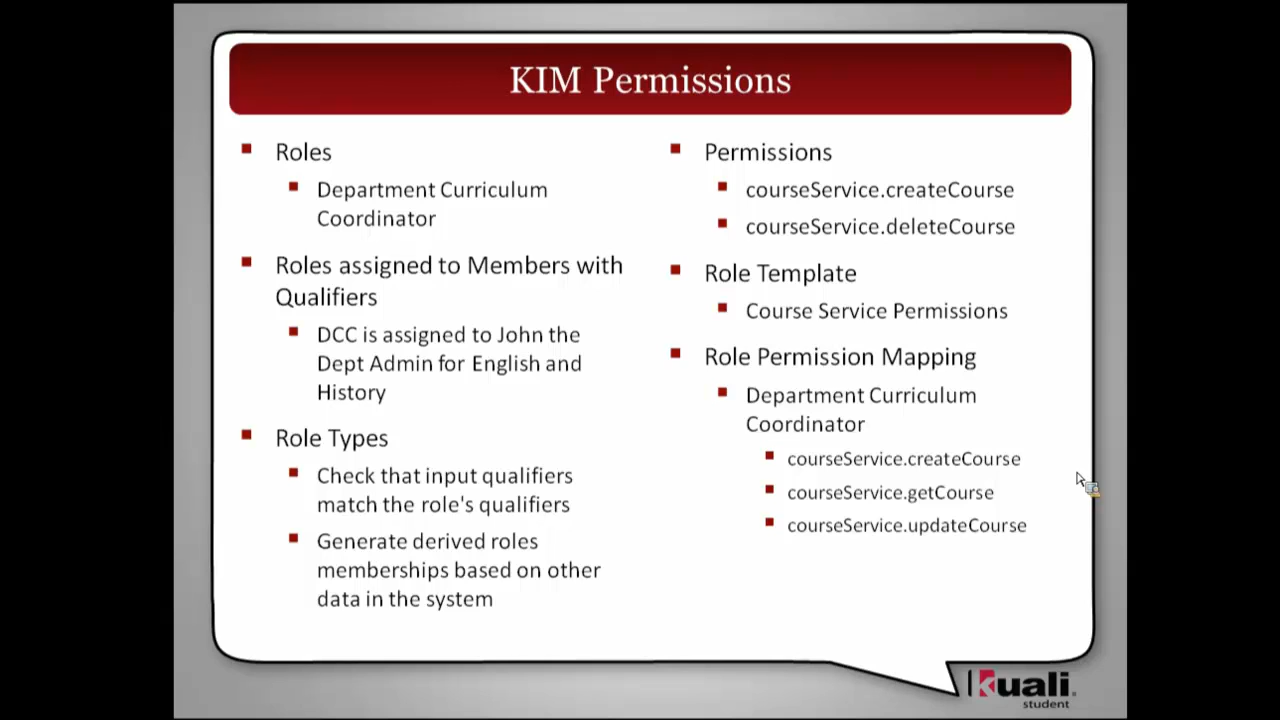 KIM Permissions
Roles
Department Curriculum
Coordinator
Roles assigned to Members with
Qualifiers
DCC is assigned to John the
Dept Admin for English and
History
Role Types
Check that input qualifiers
match the role's qualifiers
Generate derived roles
memberships based on other
data in the system
Permissions
courseService.createCourse
courseService.deleteCourse
Role Template
Course Service Permissions
Role Permission Mapping
Department Curriculum
Coordinator
courseService.createCourse
courseService.getCourse
courseService.updateCourse
kuali
student